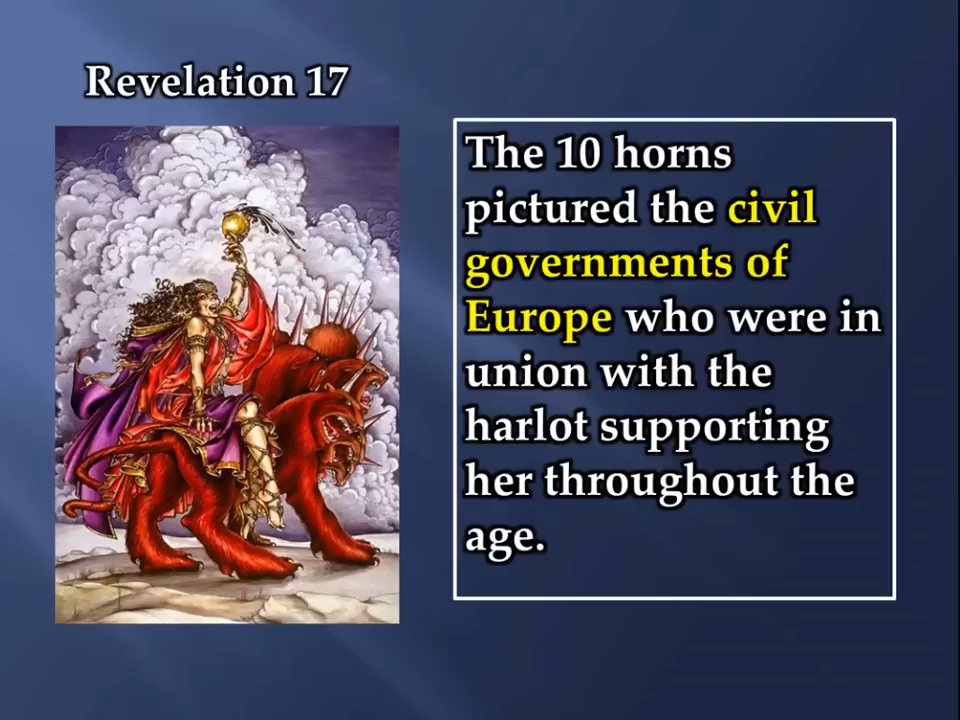 Revelation 17
The 10 horns
pictured the civil
governments of
Europe who were in
union with the
harlot supporting
her throughout the
age.